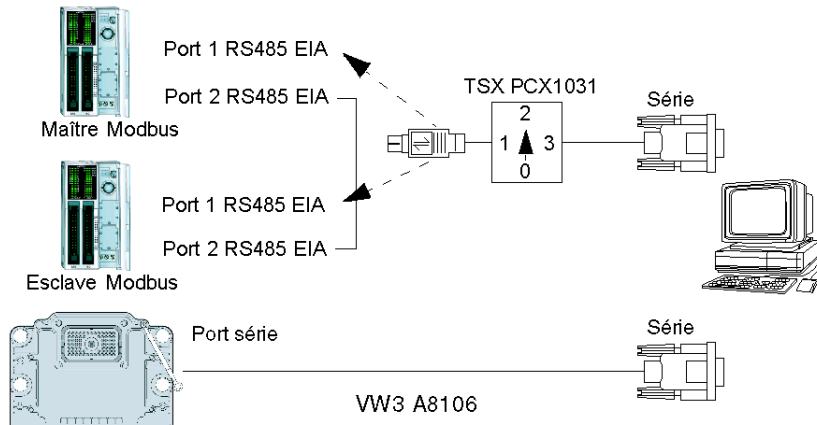 Port 1 RS485 EIA
Port 2 RS485 EIA
Maître Modbus
TSX PCX1031
Série
2
1 3
0
Port 1 RS485 EIA
Port 2 RS485 EIA
Esclave Modbus
Port série
Série
VW3 A8106